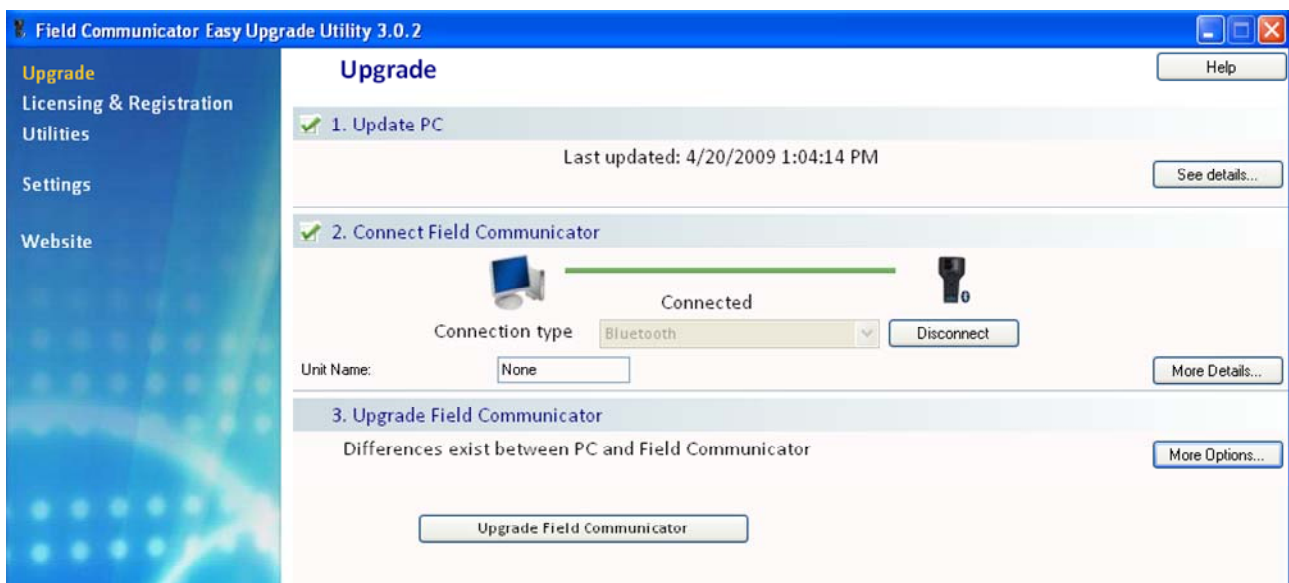 Field Communicator Easy Upgrade Utility 3.0.2
Upgrade
Licensing & Registration
Utilities
Settings
Website
Upgrade
Help
1. Update PC
Last updated: 4/20/2009 1:04:14 PM
See details...
2. Connect Field Communicator
Connected
Connection type
Bluetooth
Disconnect
Unit Name:
None
More Details...
3. Upgrade Field Communicator
Differences exist between PC and Field Communicator
More Options...
Upgrade Field Communicator